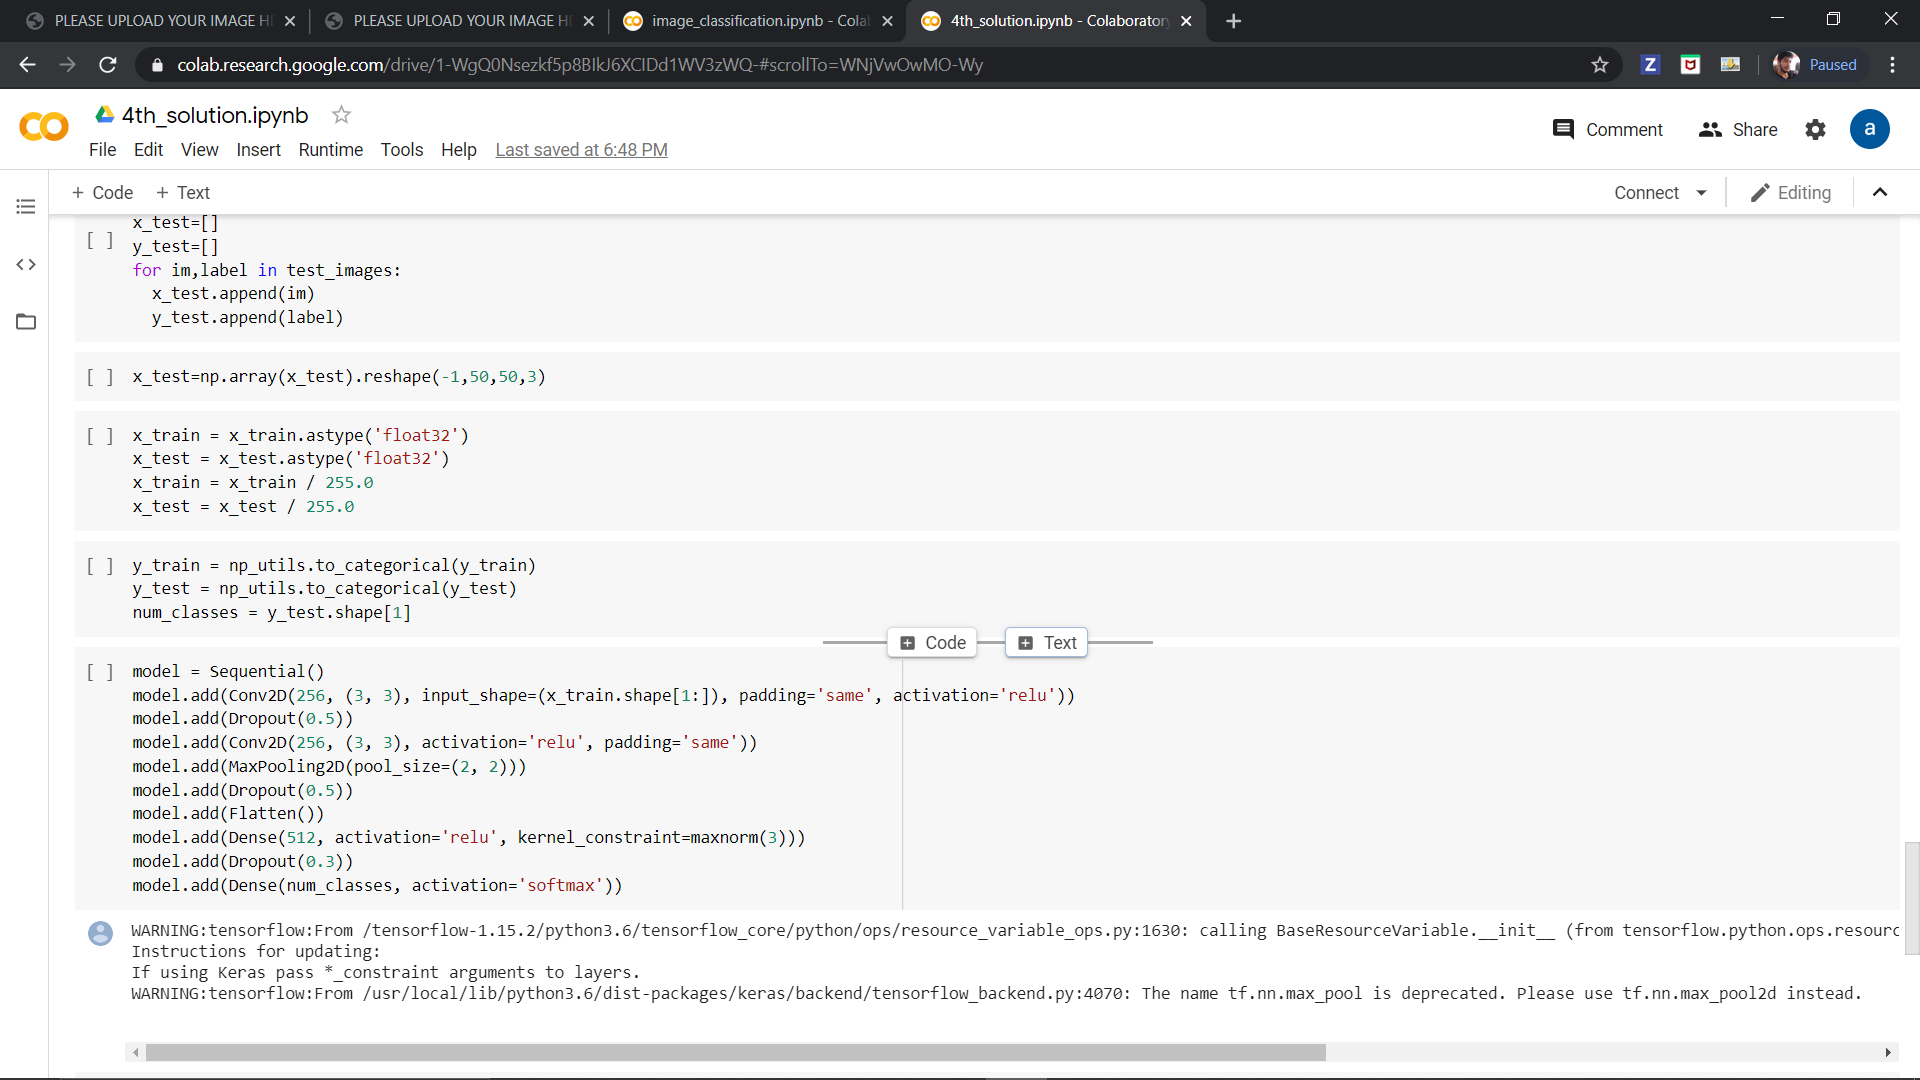 PLEASE UPLOAD YOUR IMAGE HE
PLEASE UPLOAD YOUR IMAGE HE
image_classification.ipynb - Cola
4th_solution.ipynb - Colaboratory
colab.research.google.com/drive/1-WgQ0Nsezkf5p8BIkJ6XCIDd1WV3zWQ-#scrollTo=WNjVwOwMO-Wy
Z
Paused
CO
4th_solution.ipynb
Comment
Share
a
File Edit View Insert Runtime Tools Help Last saved at 6:48 PM
+ Code + Text
Connect
Editing
x_test=[]
[ ] y_test=[]
for im,label in test_images:
x_test.append(im)
y_test.append(label)
[ ] x_test=np.array(x_test).reshape(-1,50,50,3)
[ ] x_train = x_train.astype('float32')
x_test = x_test.astype('float32')
x_train = x_train / 255.0
x_test = x_test / 255.0
[ ] y_train = np_utils.to_categorical(y_train)
y_test = np_utils.to_categorical(y_test)
num_classes = y_test.shape[1]
Code Text
[ ] model = Sequential()
model.add(Conv2D(256, (3, 3), input_shape=(x_train.shape[1:]), padding='same', activation='relu'))
model.add(Dropout(0.5))
model.add(Conv2D(256, (3, 3), activation='relu', padding='same'))
model.add(MaxPooling2D(pool_size=(2, 2)))
model.add(Dropout(0.5))
model.add(Flatten())
model.add(Dense(512, activation='relu', kernel_constraint=maxnorm(3)))
model.add(Dropout(0.3))
model.add(Dense(num_classes, activation='softmax'))
WARNING:tensorflow:From /tensorflow-1.15.2/python3.6/tensorflow_core/python/ops/resource_variable_ops.py:1630: calling BaseResourceVariable.__init__ (from tensorflow.python.ops.resourc
Instructions for updating:
If using Keras pass *_constraint arguments to layers.
WARNING:tensorflow:From /usr/local/lib/python3.6/dist-packages/keras/backend/tensorflow_backend.py:4070: The name tf.nn.max_pool is deprecated. Please use tf.nn.max_pool2d instead.